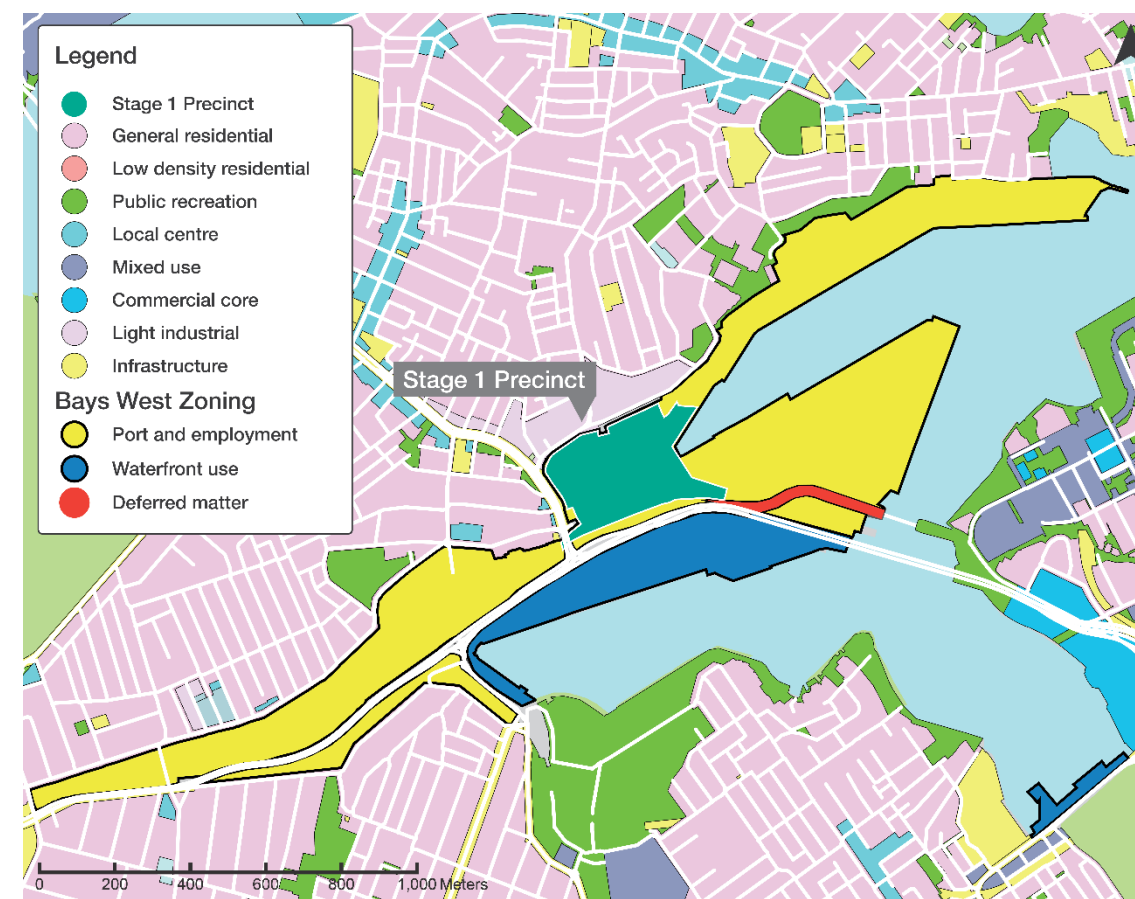 Legend
Stage 1 Precinct
General residential
Low density residential
Public recreation
Local centre
Mixed use
Commercial core
Light industrial
Infrastructure
Bays West Zoning
Port and employment
Waterfront use
Deferred matter
Stage 1 Precinct
0 200 400 600 800 1,000 Meters